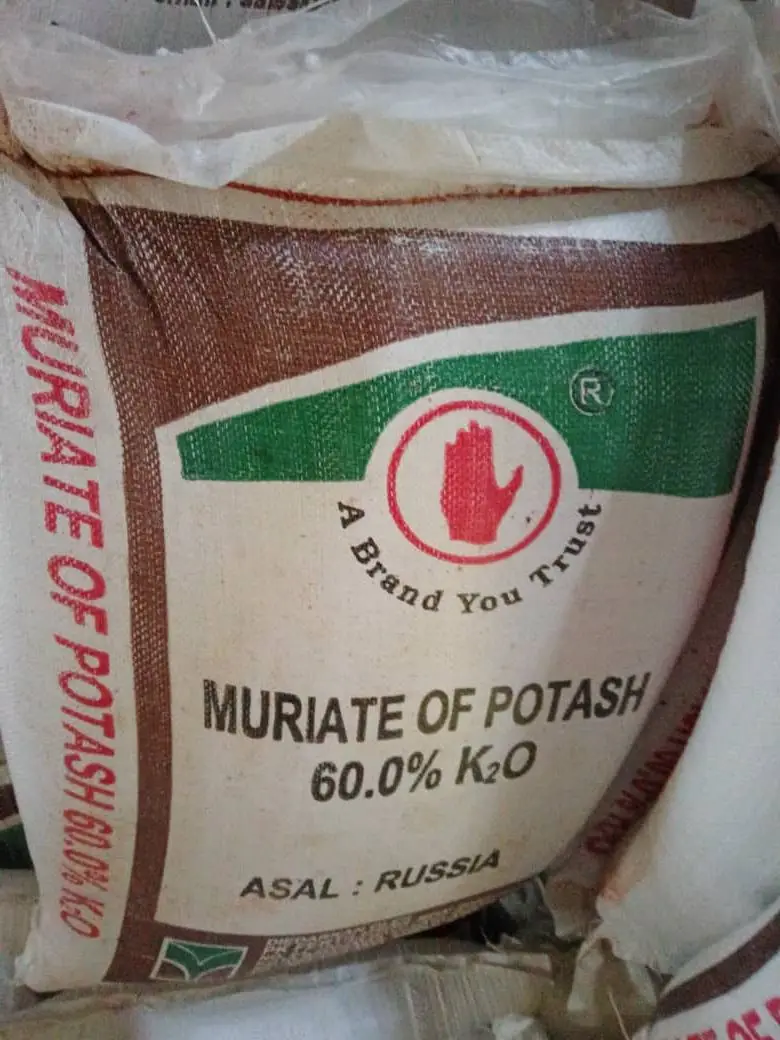 ®
A Brand You Trust
MURIATE OF POTASH
60.0% K₂O
ASAL : RUSSIA
MURIATE OF POTASH 60.0% K₂O